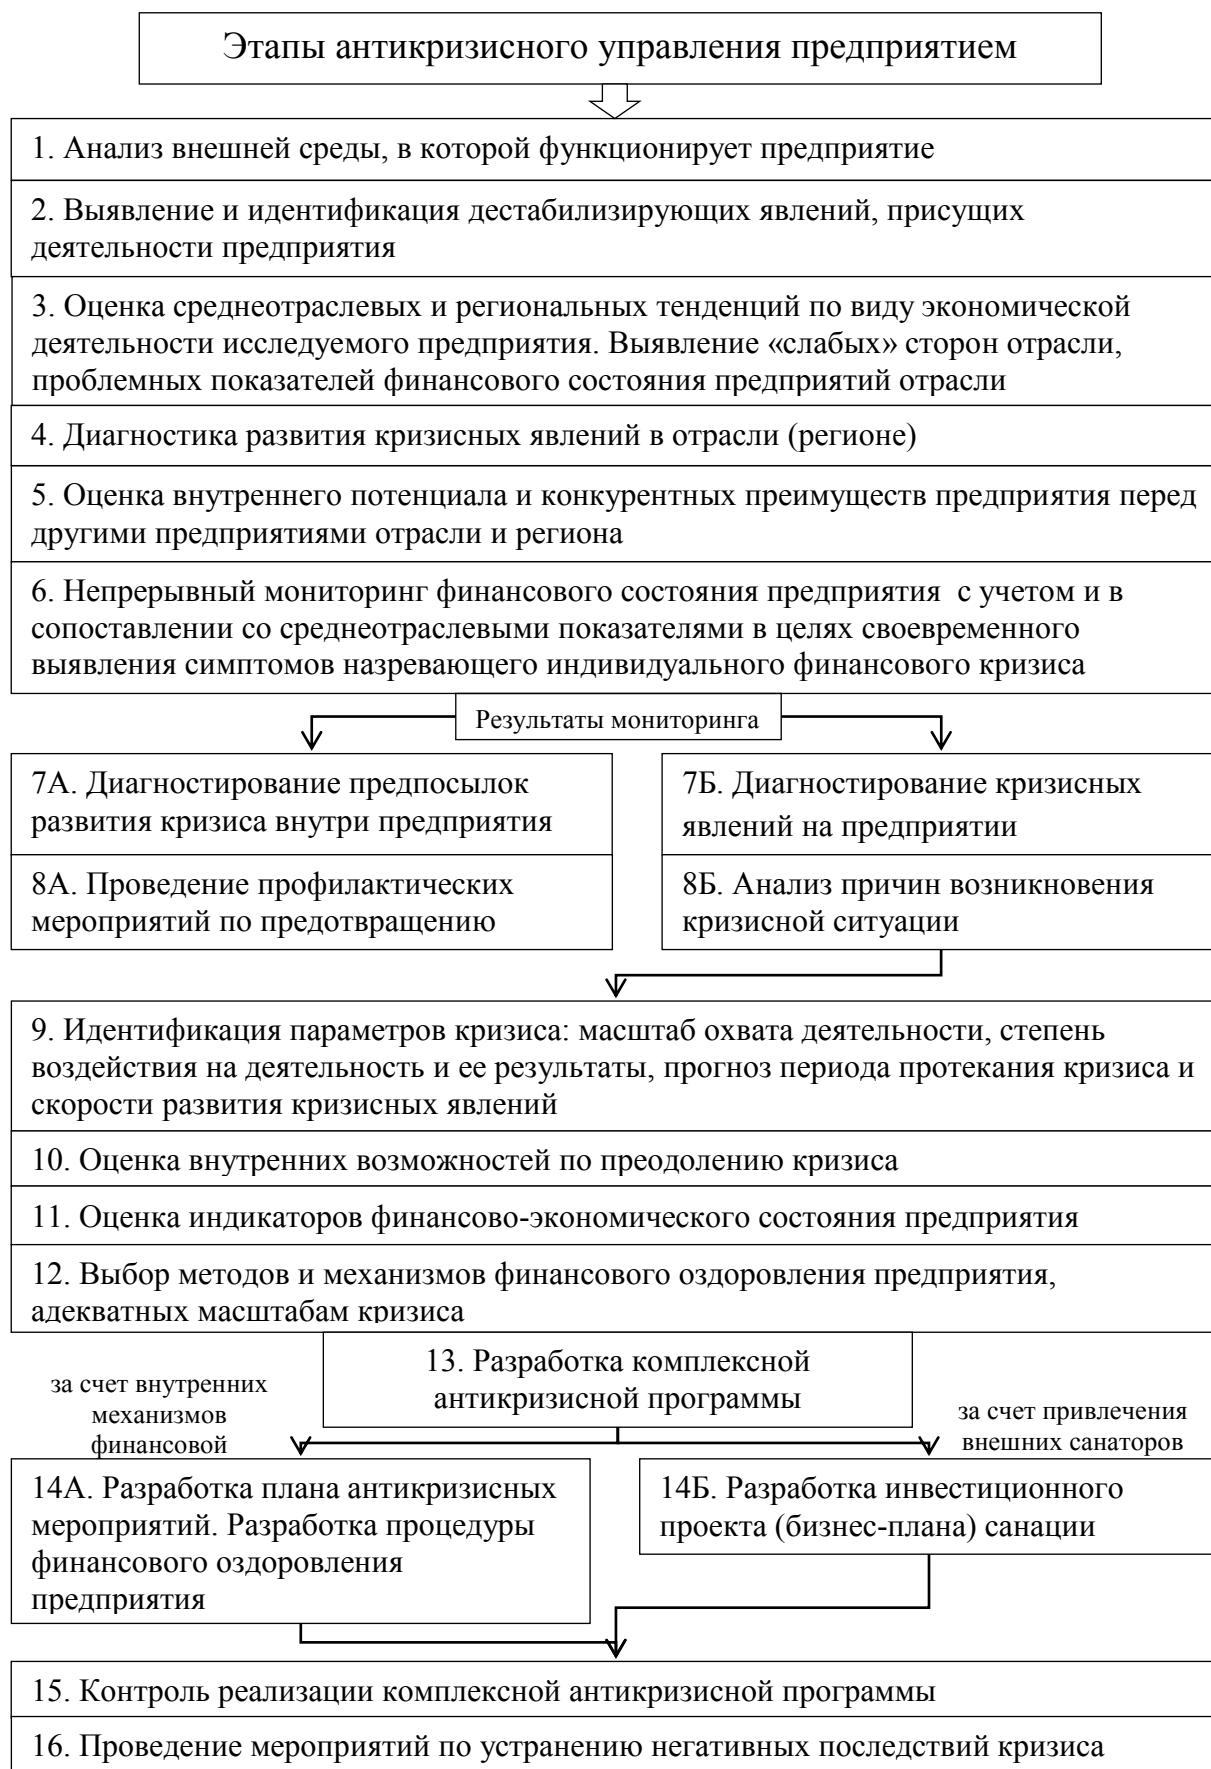 Этапы антикризисного управления предприятием
1. Анализ внешней среды, в которой функционирует предприятие
2. Выявление и идентификация дестабилизирующих явлений, присущих
деятельности предприятия
3. Оценка среднеотраслевых и региональных тенденций по виду экономической
деятельности исследуемого предприятия. Выявление «слабых» сторон отрасли,
проблемных показателей финансового состояния предприятий отрасли
4. Диагностика развития кризисных явлений в отрасли (регионе)
5. Оценка внутреннего потенциала и конкурентных преимуществ предприятия перед
другими предприятиями отрасли и региона
6. Непрерывный мониторинг финансового состояния предприятия с учетом и в
сопоставлении со среднеотраслевыми показателями в целях своевременного
выявления симптомов назревающего индивидуального финансового кризиса
Результаты мониторинга
7А. Диагностирование предпосылок
развития кризиса внутри предприятия
7Б. Диагностирование кризисных
явлений на предприятии
8А. Проведение профилактических
мероприятий по предотвращению
8Б. Анализ причин возникновения
кризисной ситуации
9. Идентификация параметров кризиса: масштаб охвата деятельности, степень
воздействия на деятельность и ее результаты, прогноз периода протекания кризиса и
скорости развития кризисных явлений
10. Оценка внутренних возможностей по преодолению кризиса
11. Оценка индикаторов финансово-экономического состояния предприятия
12. Выбор методов и механизмов финансового оздоровления предприятия,
адекватных масштабам кризиса
13. Разработка комплексной
антикризисной программы
за счет внутренних
механизмов
финансовой
за счет привлечения
внешних санаторов
14А. Разработка плана антикризисных
мероприятий. Разработка процедуры
финансового оздоровления
предприятия
14Б. Разработка инвестиционного
проекта (бизнес-плана) санации
15. Контроль реализации комплексной антикризисной программы
16. Проведение мероприятий по устранению негативных последствий кризиса